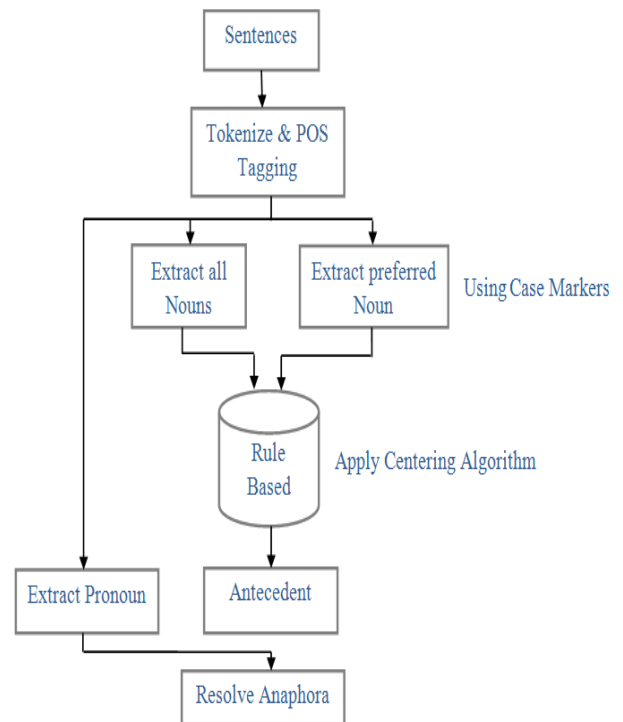 Sentences
Tokenize & POS
Tagging
Extract all
Nouns
Extract preferred
Noun
Using Case Markers
Rule
Based
Apply Centering Algorithm
Extract Pronoun
Antecedent
Resolve Anaphora